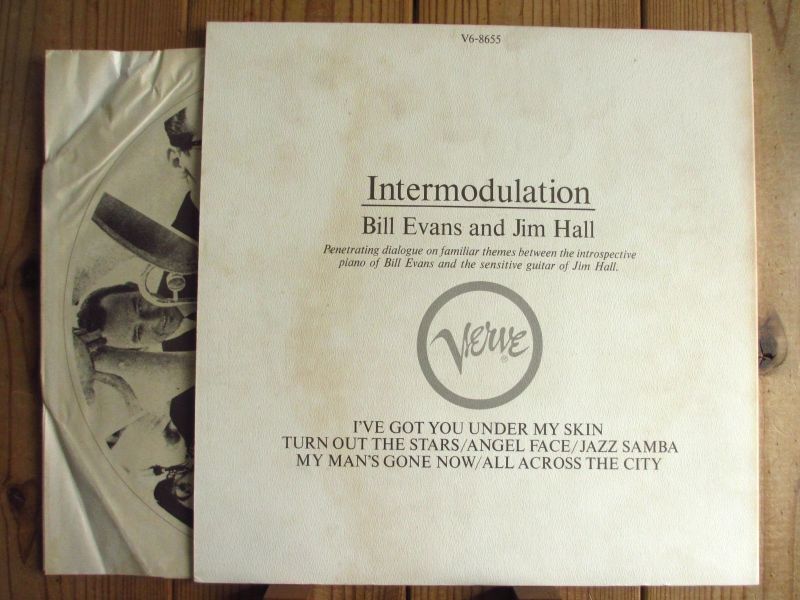 V6-8655
Intermodulation
Bill Evans and Jim Hall
Penetrating dialogue on familiar themes between the introspective
piano of Bill Evans and the sensitive guitar of Jim Hall.
Verve®
I'VE GOT YOU UNDER MY SKIN
TURN OUT THE STARS/ANGEL FACE/JAZZ SAMBA
MY MAN'S GONE NOW/ALL ACROSS THE CITY